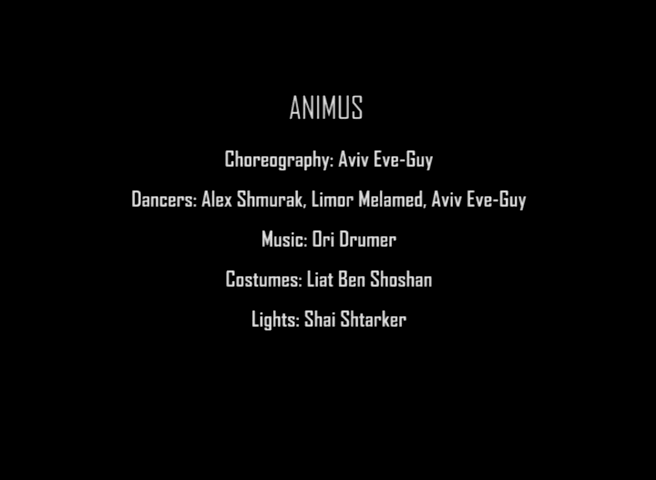 ANIMUS
Choreography: Aviv Eve-Guy
Dancers: Alex Shmurak, Limor Melamed, Aviv Eve-Guy
Music: Ori Drumer
Costumes: Liat Ben Shoshan
Lights: Shai Shtarker